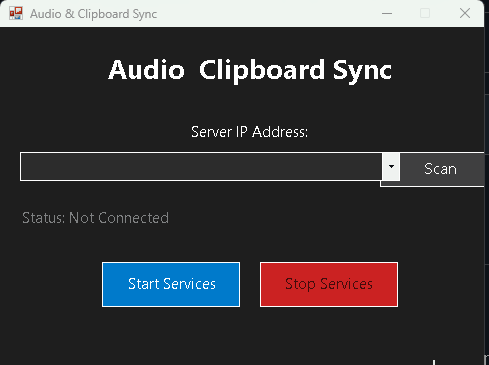 Audio & Clipboard Sync
Audio  Clipboard Sync
Server IP Address:
Scan
Status: Not Connected
Start Services
Stop Services